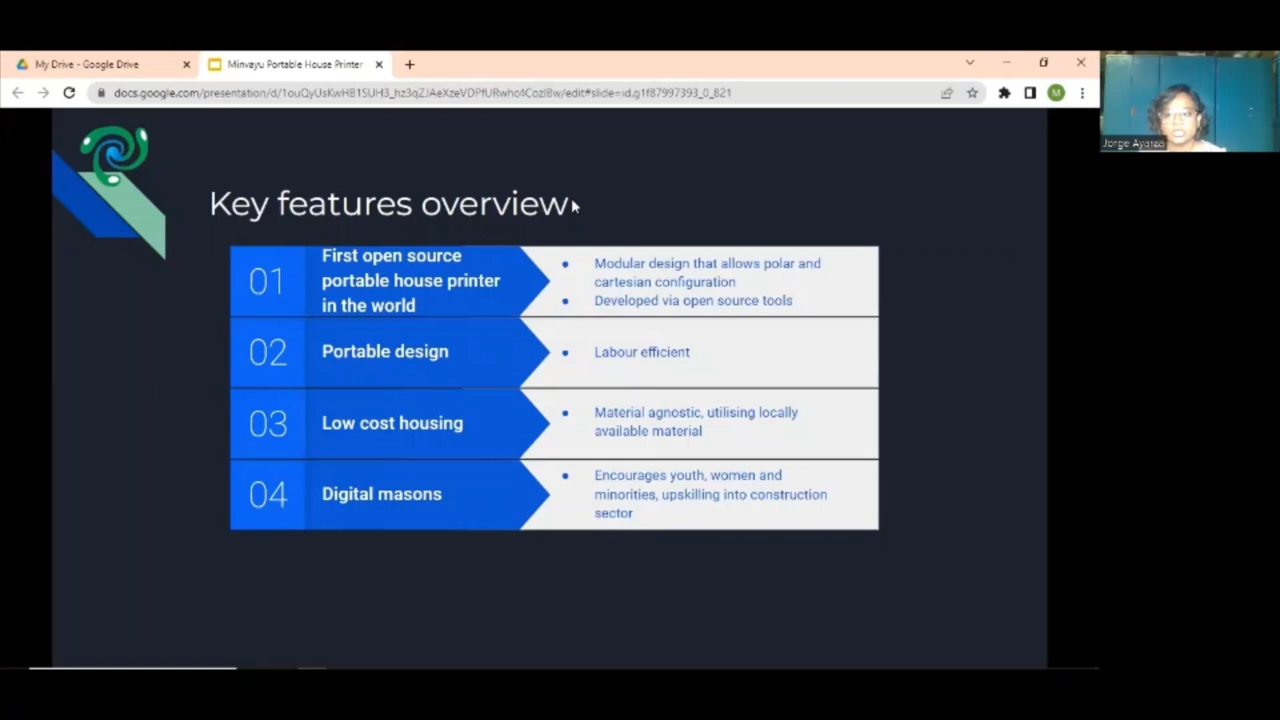 My Drive - Google Drive
Minvayu Portable House Printer
M
Jorge Ayarza
Key features overview
01
First open source
portable house printer
in the world
Modular design that allows polar and
cartesian configuration
Developed via open source tools
02
Portable design
Labour efficient
03
Low cost housing
Material agnostic, utilising locally
available material
04
Digital masons
Encourages youth, women and
minorities, upskilling into construction
sector